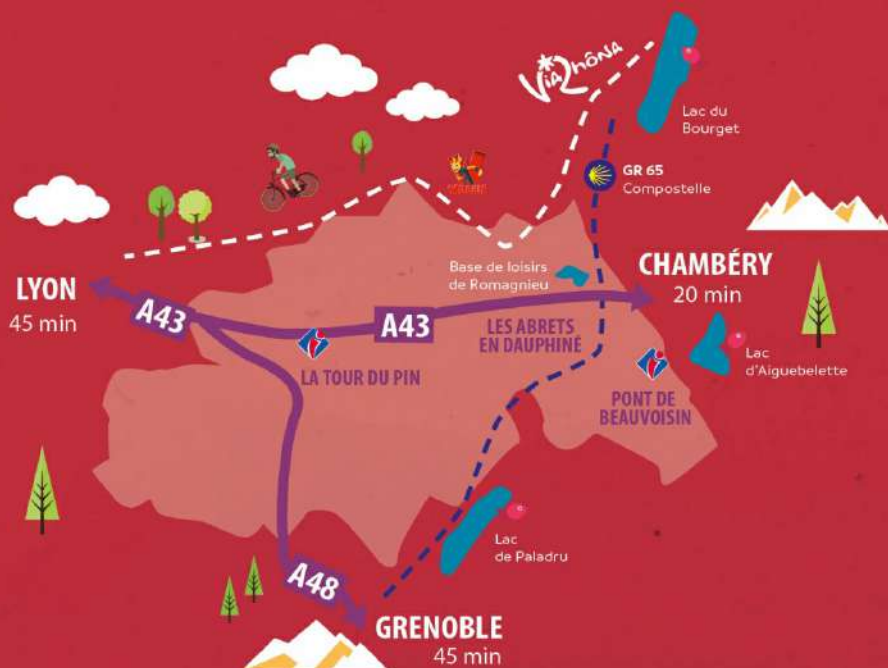 ViaRhôna
Lac du
Bourget
GR 65
Compostelle
Base de loisirs
de Romagnieu
CHAMBÉRY
20 min
LYON
45 min
A43
A43
LES ABRETS
EN DAUPHINÉ
LA TOUR DU PIN
PONT DE
BEAUVOISIN
Lac
d'Aiguebelette
Lac
de Paladru
A48
GRENOBLE
45 min